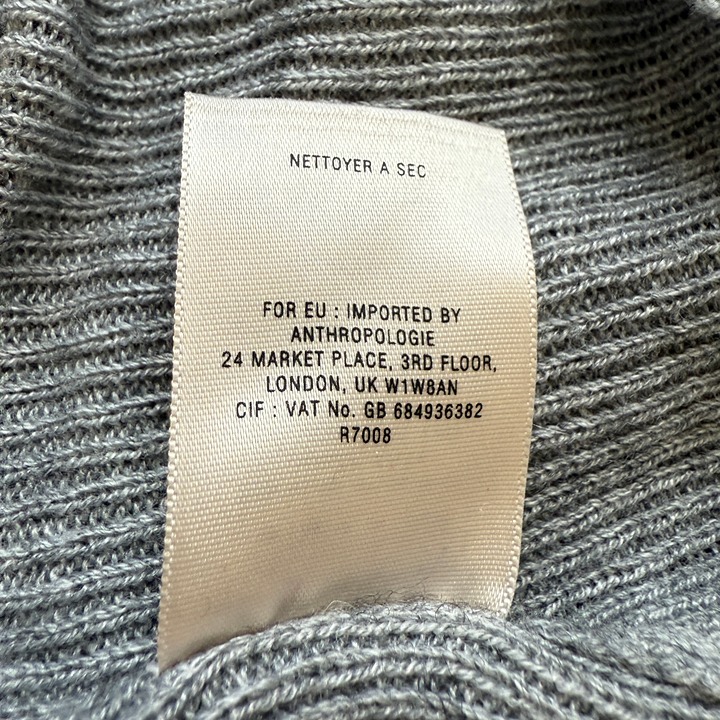 NETTOYER A SEC
FOR EU : IMPORTED BY
ANTHROPOLOGIE
24 MARKET PLACE, 3RD FLOOR,
LONDON, UK W1W8AN
CIF : VAT No. GB 684936382
R7008